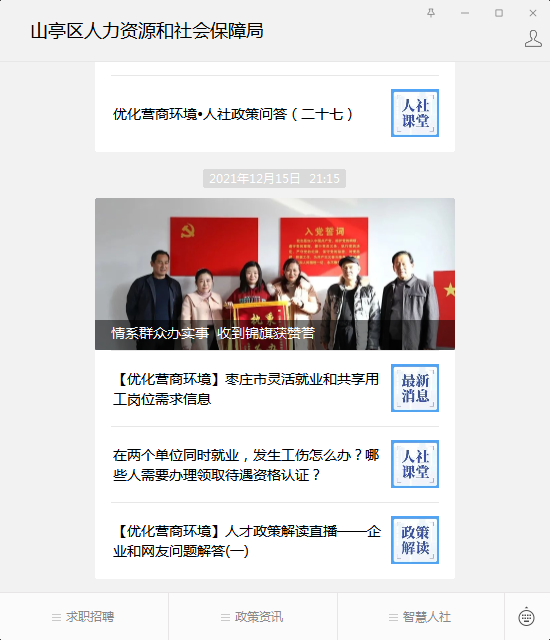 山亭区人力资源和社会保障局
优化营商环境•人社政策问答（二十七）
人社
课堂
2021年12月15日 21:15
入党誓词
情系群众办实事 收到锦旗获赞誉
【优化营商环境】枣庄市灵活就业和共享用
工岗位需求信息
最新
消息
在两个单位同时就业，发生工伤怎么办？哪
些人需要办理领取待遇资格认证？
人社
课堂
【优化营商环境】人才政策解读直播——企
业和网友问题解答(一)
政策
解读
求职招聘
政策资讯
智慧人社